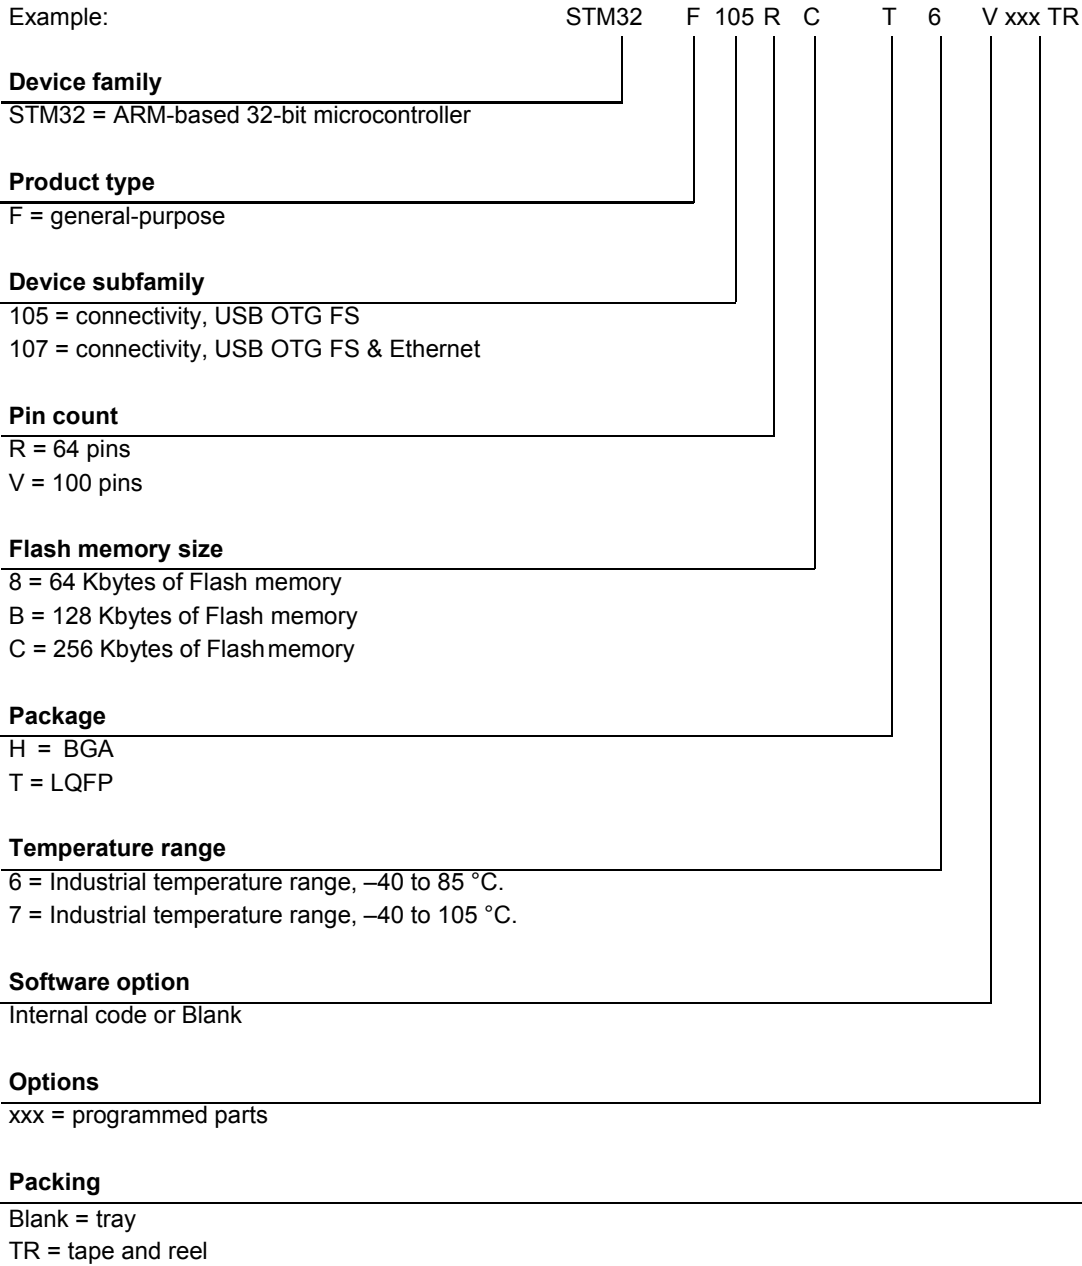 Example: STM32 F 105 R C T 6 V xxx TR
Device family
STM32 = ARM-based 32-bit microcontroller
Product type
F = general-purpose
Device subfamily
105 = connectivity, USB OTG FS
107 = connectivity, USB OTG FS & Ethernet
Pin count
R = 64 pins
V = 100 pins
Flash memory size
8 = 64 Kbytes of Flash memory
B = 128 Kbytes of Flash memory
C = 256 Kbytes of Flash memory
Package
H = BGA
T = LQFP
Temperature range
6 = Industrial temperature range, –40 to 85 °C.
7 = Industrial temperature range, –40 to 105 °C.
Software option
Internal code or Blank
Options
xxx = programmed parts
Packing
Blank = tray
TR = tape and reel